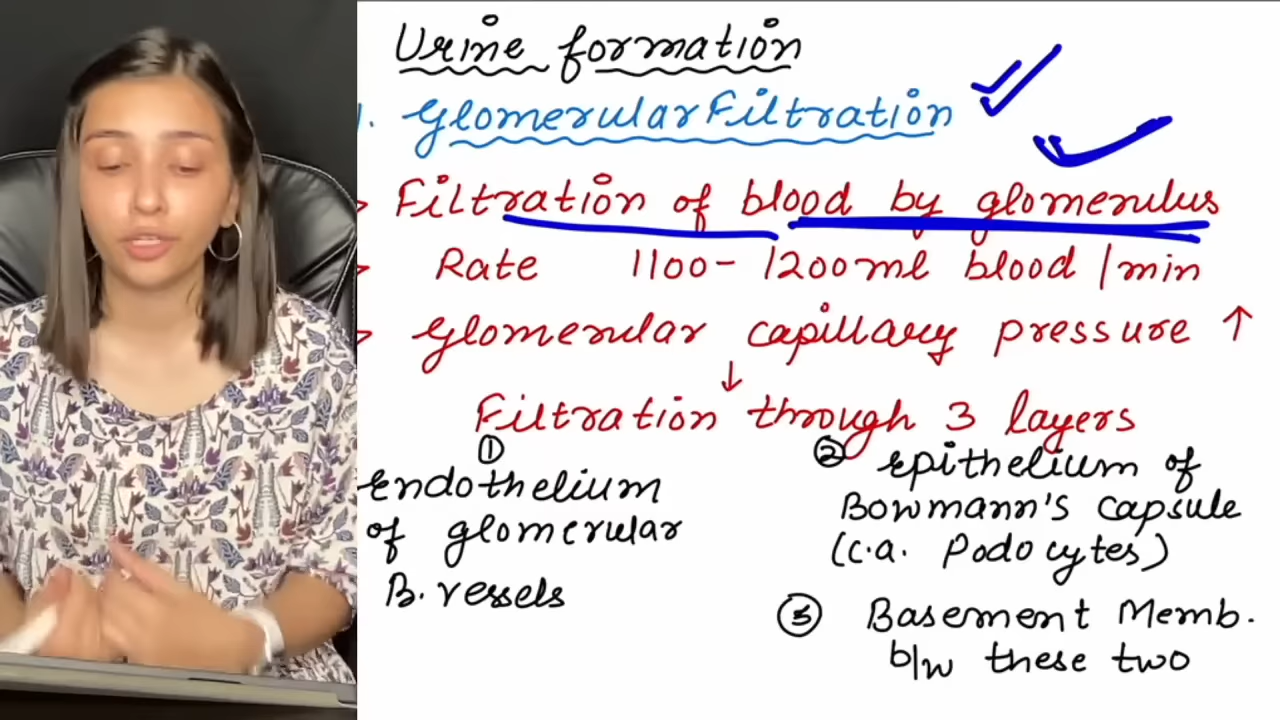 Urine formation
1. Glomerular Filtration
Filtration of blood by glomerulus
Rate 1100-1200ml blood/min
Glomerular capillary pressure ↑
↓
Filtration through 3 layers
① Endothelium
of glomerular
B. vessels
② Epithelium of
Bowmann's capsule
(c.a. Podocytes)
③ Basement Memb.
b/w these two